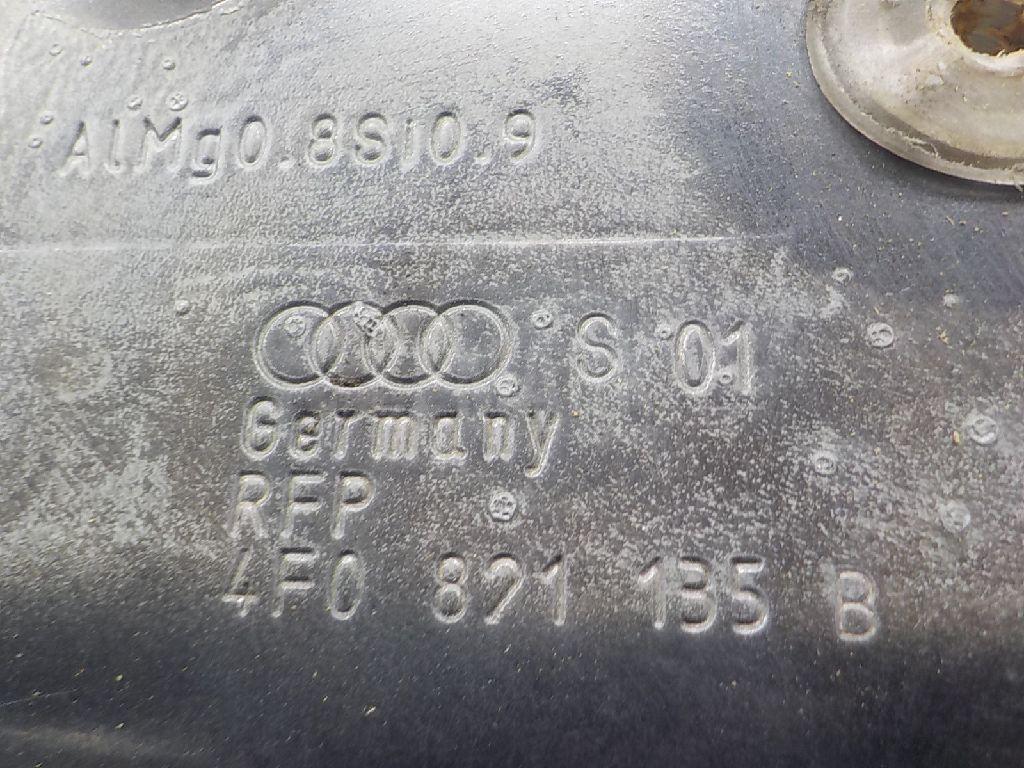 AlMg0.8Si0.9
S 01
Germany
RFP
4F0 821 135 B